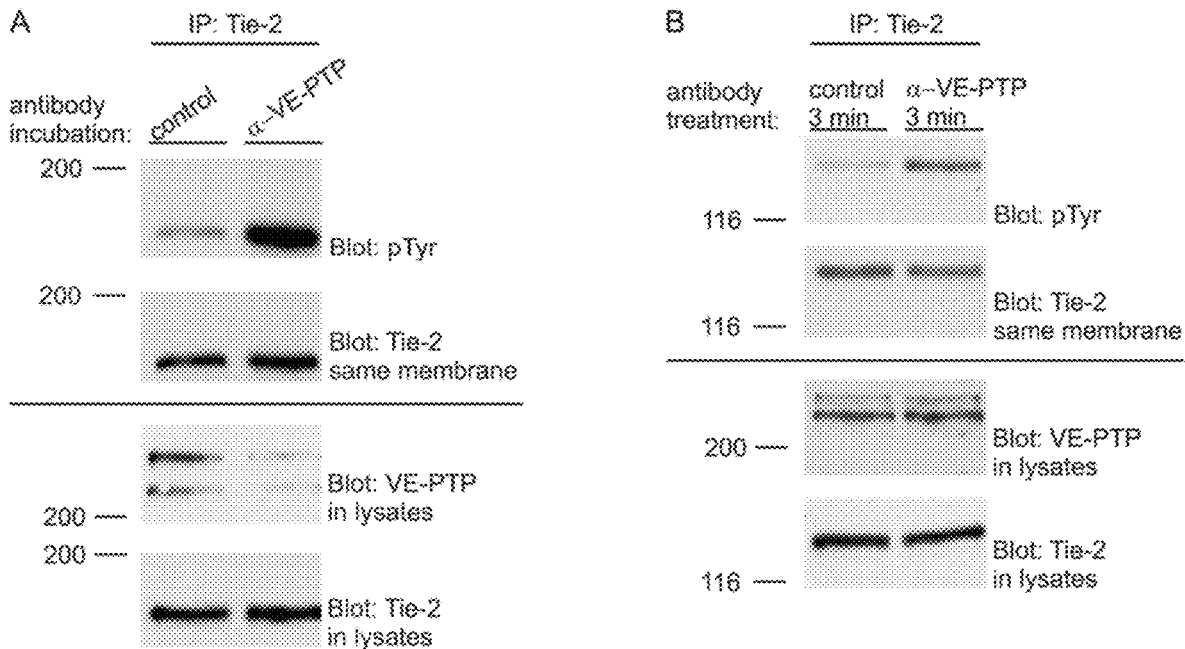 A
IP: Tie-2
antibody
incubation:
control
α-VE-PTP
200
Blot: pTyr
200
Blot: Tie-2
same membrane
Blot: VE-PTP
in lysates
200
200
Blot: Tie-2
in lysates
B
IP: Tie-2
antibody
treatment:
control
3 min
α-VE-PTP
3 min
116
Blot: pTyr
116
Blot: Tie-2
same membrane
200
Blot: VE-PTP
in lysates
116
Blot: Tie-2
in lysates